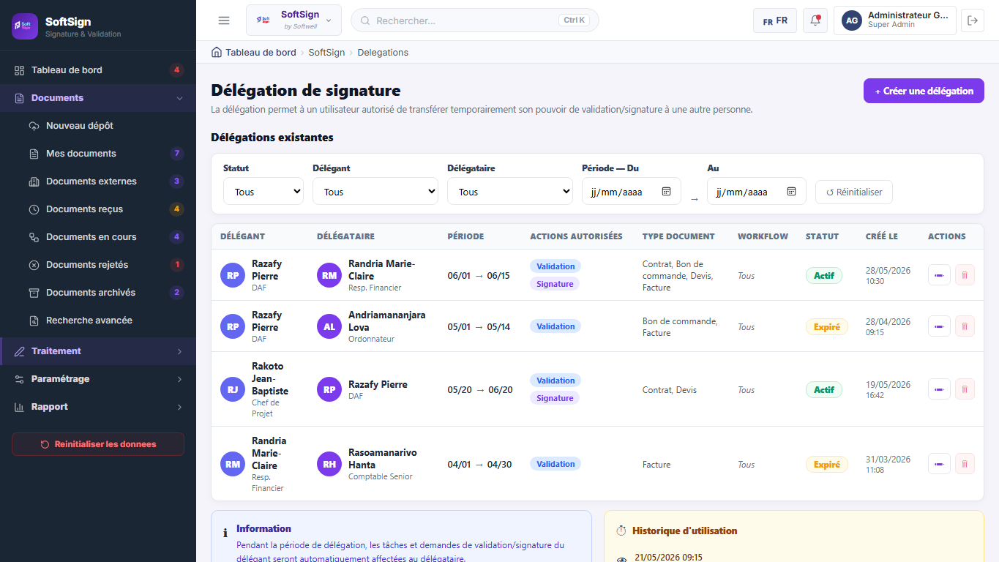 SoftSign
Signature & Validation
Tableau de bord 4
Documents
Nouveau dépôt
Mes documents 7
Documents externes 3
Documents reçus 4
Documents en cours 4
Documents rejetés 1
Documents archivés 2
Recherche avancée
Traitement
Paramétrage
Rapport
Reinitialiser les donnees
SoftSign
by Softwell
Rechercher... Ctrl K
FR FR
AG
Administrateur G...
Super Admin
Tableau de bord › SoftSign › Delegations
Délégation de signature
+ Créer une délégation
La délégation permet à un utilisateur autorisé de transférer temporairement son pouvoir de validation/signature à une autre personne.
Délégations existantes
Statut Délégant Délégataire Période — Du Au
Tous Tous Tous jj/mm/aaaa → jj/mm/aaaa ↺ Réinitialiser
DÉLÉGANT DÉLÉGATAIRE PÉRIODE ACTIONS AUTORISÉES TYPE DOCUMENT WORKFLOW STATUT CRÉÉ LE ACTIONS
RP
Razafy
Pierre
DAF
RM
Randria Marie-
Claire
Resp. Financier
06/01 → 06/15
Validation
Signature
Contrat, Bon de
commande, Devis,
Facture
Tous
Actif
28/05/2026
10:30
RP
Razafy
Pierre
DAF
AL
Andriamananjara
Lova
Ordonnateur
05/01 → 05/14
Validation
Bon de commande,
Facture
Tous
Expiré
28/04/2026
09:15
RJ
Rakoto
Jean-
Baptiste
Chef de
Projet
RP
Razafy Pierre
DAF
05/20 → 06/20
Validation
Signature
Contrat, Devis
Tous
Actif
19/05/2026
16:42
RM
Randria
Marie-
Claire
Resp.
Financier
RH
Rasoamanarivo
Hanta
Comptable Senior
04/01 → 04/30
Validation
Facture
Tous
Expiré
31/03/2026
11:08
Information
Pendant la période de délégation, les tâches et demandes de validation/signature du
délégant seront automatiquement affectées au délégataire.
Historique d'utilisation
21/05/2026 09:15